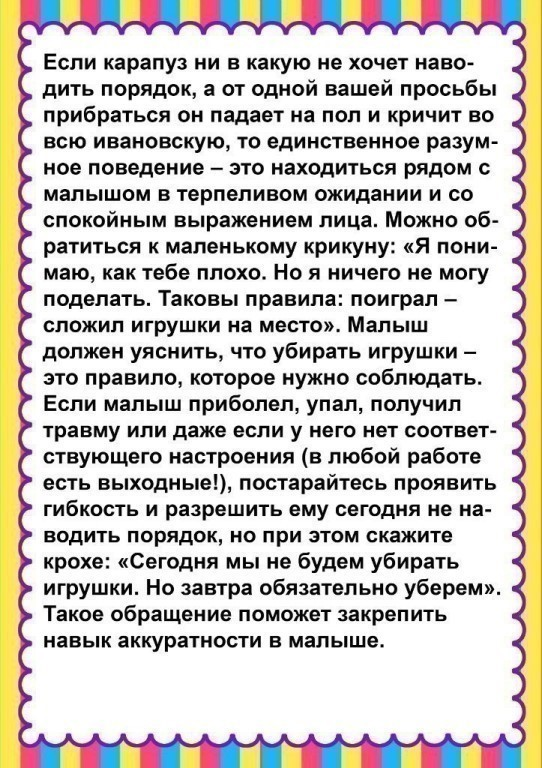 Если карапуз ни в какую не хочет наво-
дить порядок, а от одной вашей просьбы
прибраться он падает на пол и кричит во
всю ивановскую, то единственное разум-
ное поведение – это находиться рядом с
малышом в терпеливом ожидании и со
спокойным выражением лица. Можно об-
ратиться к маленькому крикуну: «Я пони-
маю, как тебе плохо. Но я ничего не могу
поделать. Таковы правила: поиграл –
сложил игрушки на место». Малыш
должен уяснить, что убирать игрушки –
это правило, которое нужно соблюдать.
Если малыш приболел, упал, получил
травму или даже если у него нет соответ-
ствующего настроения (в любой работе
есть выходные!), постарайтесь проявить
гибкость и разрешить ему сегодня не на-
водить порядок, но при этом скажите
крохе: «Сегодня мы не будем убирать
игрушки. Но завтра обязательно уберем».
Такое обращение поможет закрепить
навык аккуратности в малыше.